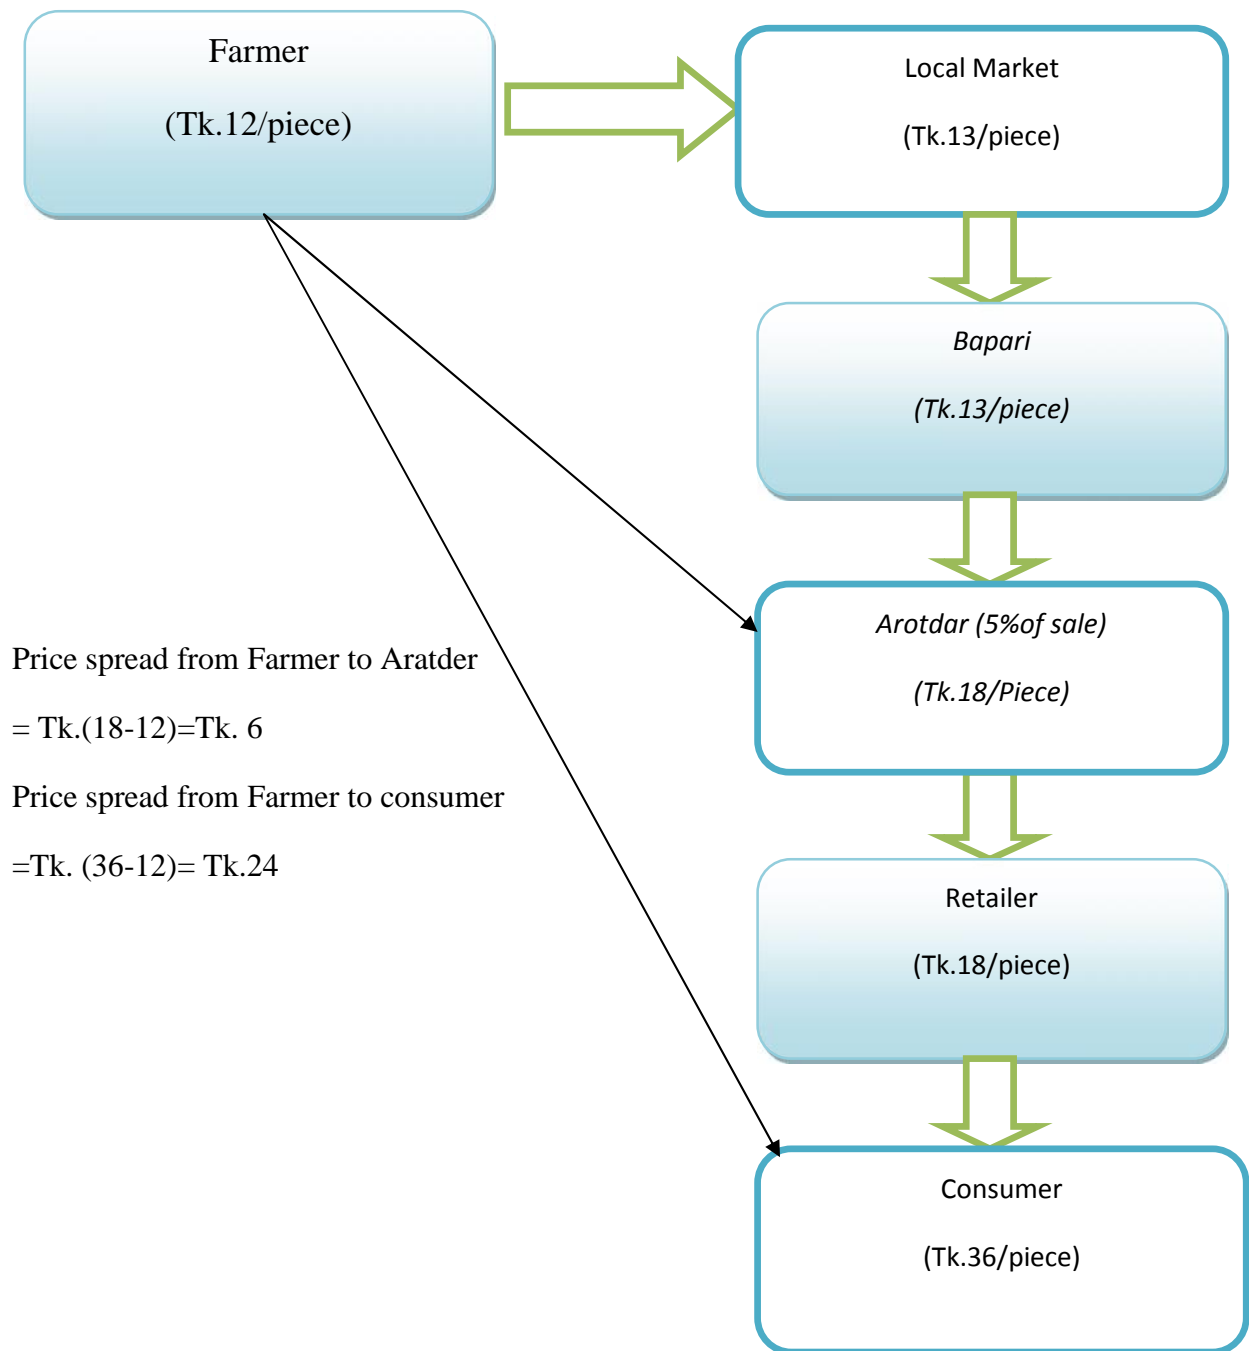 Farmer
(Tk.12/piece)
Local Market
(Tk.13/piece)
Bapari
(Tk.13/piece)
Arotdar (5%of sale)
(Tk.18/Piece)
Price spread from Farmer to Aratder
= Tk.(18-12)=Tk. 6
Price spread from Farmer to consumer
=Tk. (36-12)= Tk.24
Retailer
(Tk.18/piece)
Consumer
(Tk.36/piece)